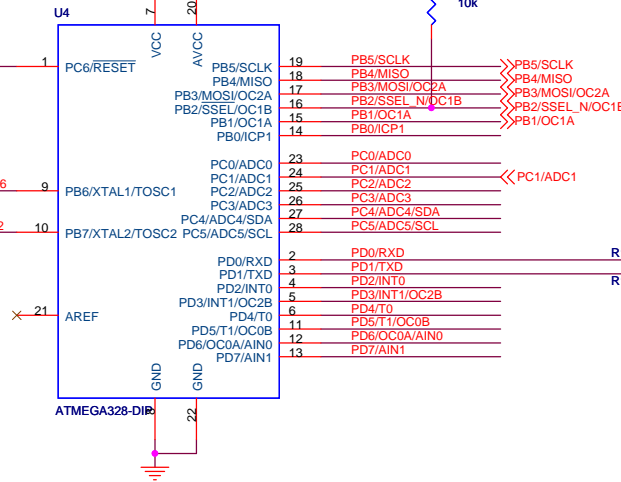 U4
7
20
10k
VCC
AVCC
1 PC6/RESET PB5/SCLK 19 PB5/SCLK PB5/SCLK
PB4/MISO 18 PB4/MISO PB4/MISO
PB3/MOSI/OC2A 17 PB3/MOSI/OC2A PB3/MOSI/OC2A
PB2/SSEL/OC1B 16 PB2/SSEL_N/OC1B PB2/SSEL_N/OC1B
PB1/OC1A 15 PB1/OC1A PB1/OC1A
PB0/ICP1 14 PB0/ICP1
PC0/ADC0 23 PC0/ADC0
PC1/ADC1 24 PC1/ADC1 PC1/ADC1
6 9 PB6/XTAL1/TOSC1 PC2/ADC2 25 PC2/ADC2
PC3/ADC3 26 PC3/ADC3
PC4/ADC4/SDA 27 PC4/ADC4/SDA
2 10 PB7/XTAL2/TOSC2 PC5/ADC5/SCL 28 PC5/ADC5/SCL
PD0/RXD 2 PD0/RXD R
PD1/TXD 3 PD1/TXD R
PD2/INT0 4 PD2/INT0
PD3/INT1/OC2B 5 PD3/INT1/OC2B
21 AREF PD4/T0 6 PD4/T0
PD5/T1/OC0B 11 PD5/T1/OC0B
PD6/OC0A/AIN0 12 PD6/OC0A/AIN0
PD7/AIN1 13 PD7/AIN1
GND
GND
ATMEGA328-DIP
8
22